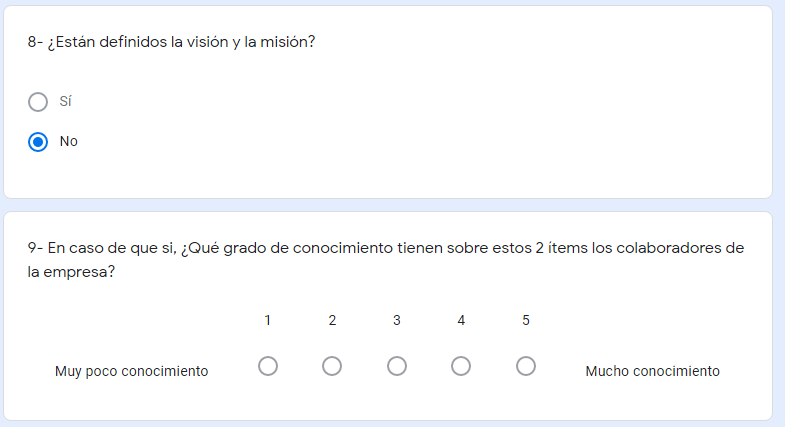 8- ¿Están definidos la visión y la misión?
Sí
No
9- En caso de que si, ¿Qué grado de conocimiento tienen sobre estos 2 ítems los colaboradores de
la empresa?
1 2 3 4 5
Muy poco conocimiento Mucho conocimiento